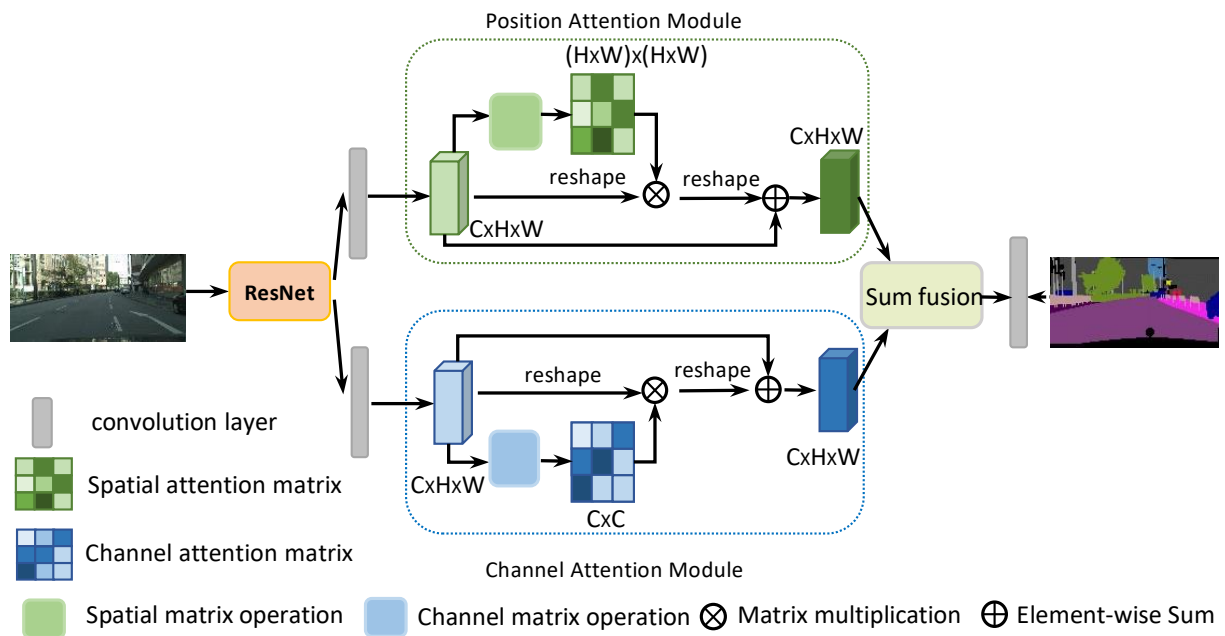 Position Attention Module
(HxW)x(HxW)
CxHxW
reshape
reshape
CxHxW
ResNet
Sum fusion
reshape
reshape
convolution layer
CxHxW
CxHxW
Spatial attention matrix
CxC
Channel attention matrix
Channel Attention Module
Spatial matrix operation
Channel matrix operation
Matrix multiplication
Element-wise Sum